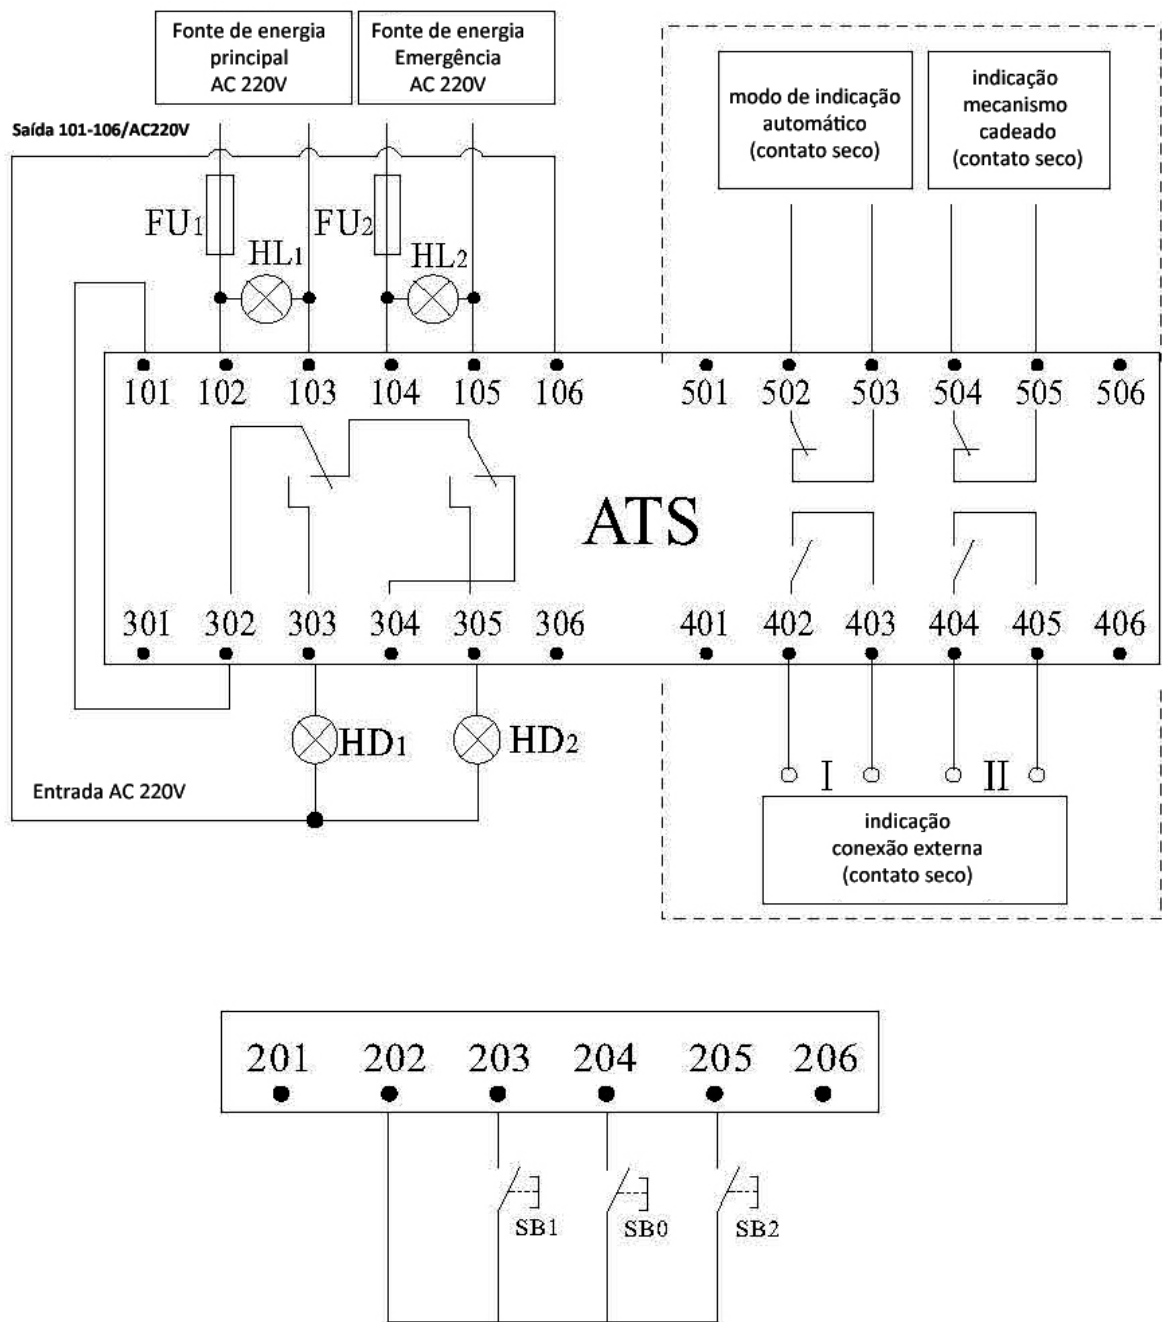 Fonte de energia
principal
AC 220V
Fonte de energia
Emergência
AC 220V
modo de indicação
automático
(contato seco)
indicação
mecanismo
cadeado
(contato seco)
Saída 101-106/AC220V
FU1
HL1
FU2
HL2
101 102 103 104 105 106 501 502 503 504 505 506
ATS
301 302 303 304 305 306 401 402 403 404 405 406
HD1
HD2
Entrada AC 220V
I
II
indicação
conexão externa
(contato seco)
201 202 203 204 205 206
SB1 SB0 SB2